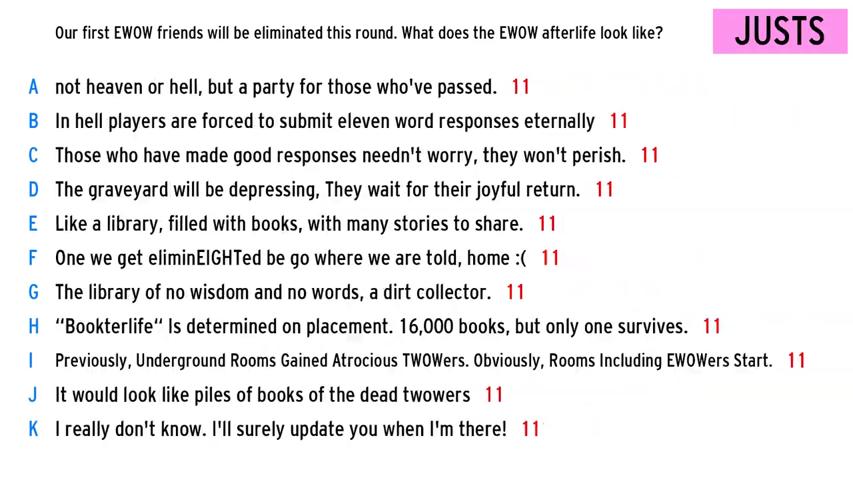 Our first EWOW friends will be eliminated this round. What does the EWOW afterlife look like?
JUSTS
A not heaven or hell, but a party for those who've passed. 11
B In hell players are forced to submit eleven word responses eternally 11
C Those who have made good responses needn't worry, they won't perish. 11
D The graveyard will be depressing, They wait for their joyful return. 11
E Like a library, filled with books, with many stories to share. 11
F One we get eliminEIGHTed be go where we are told, home :( 11
G The library of no wisdom and no words, a dirt collector. 11
H “Bookterlife“ Is determined on placement. 16,000 books, but only one survives. 11
I Previously, Underground Rooms Gained Atrocious TWOWers. Obviously, Rooms Including EWOWers Start. 11
J It would look like piles of books of the dead twowers 11
K I really don't know. I'll surely update you when I'm there! 11